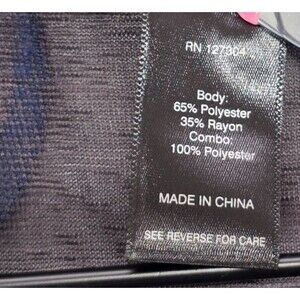 RN 127304
Body:
65% Polyester
35% Rayon
Combo:
100% Polyester
MADE IN CHINA
SEE REVERSE FOR CARE